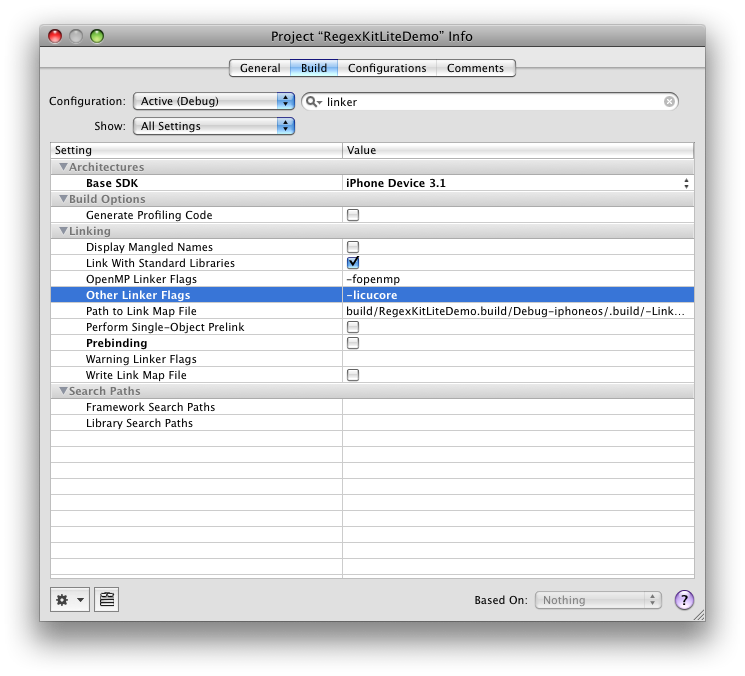 Project “RegexKitLiteDemo” Info
General Build Configurations Comments
Configuration: Active (Debug) linker
Show: All Settings
Setting Value
Architectures
Base SDK iPhone Device 3.1
Build Options
Generate Profiling Code
Linking
Display Mangled Names
Link With Standard Libraries
OpenMP Linker Flags -fopenmp
Other Linker Flags -licucore
Path to Link Map File build/RegexKitLiteDemo.build/Debug-iphoneos/.build/-Link...
Perform Single-Object Prelink
Prebinding
Warning Linker Flags
Write Link Map File
Search Paths
Framework Search Paths
Library Search Paths
Based On: Nothing ?